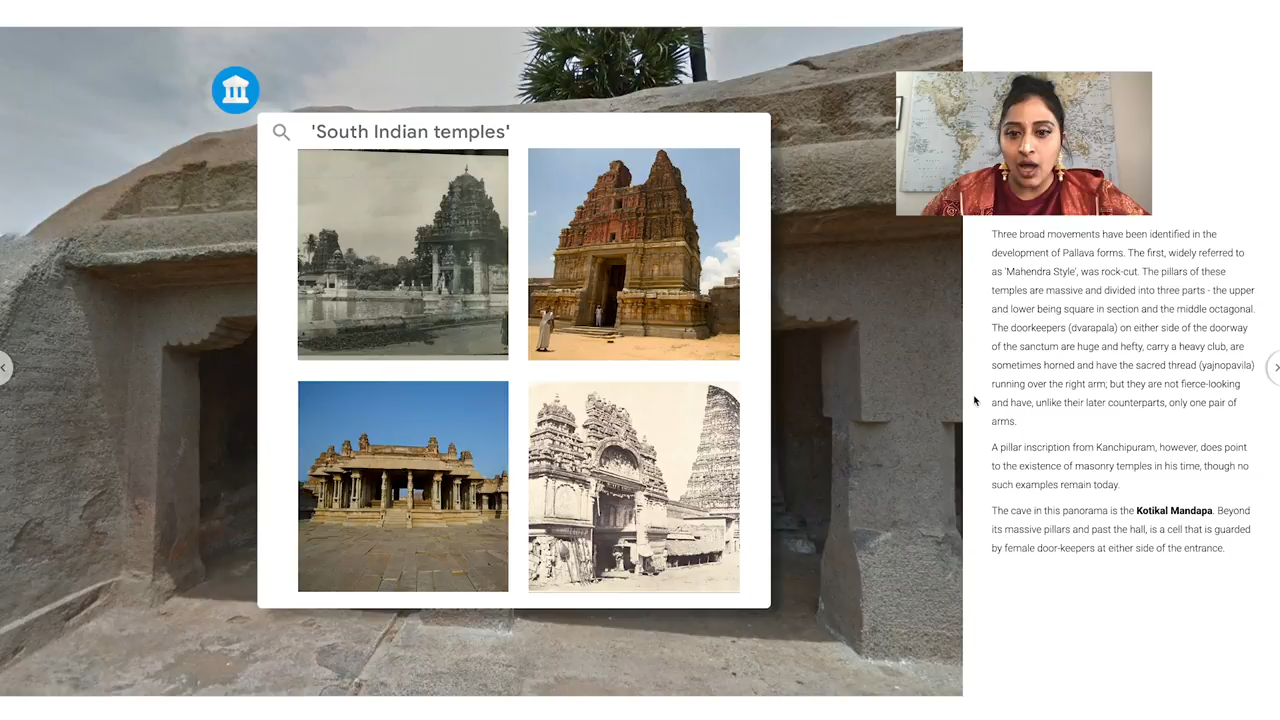 'South Indian temples'
Three broad movements have been identified in the
development of Pallava forms. The first, widely referred to
as 'Mahendra Style', was rock-cut. The pillars of these
temples are massive and divided into three parts - the upper
and lower being square in section and the middle octagonal.
The doorkeepers (dvarapala) on either side of the doorway
of the sanctum are huge and hefty, carry a heavy club, are
sometimes horned and have the sacred thread (yajnopavila)
running over the right arm; but they are not fierce-looking
and have, unlike their later counterparts, only one pair of
arms.
A pillar inscription from Kanchipuram, however, does point
to the existence of masonry temples in his time, though no
such examples remain today.
The cave in this panorama is the Kotikal Mandapa. Beyond
its massive pillars and past the hall, is a cell that is guarded
by female door-keepers at either side of the entrance.